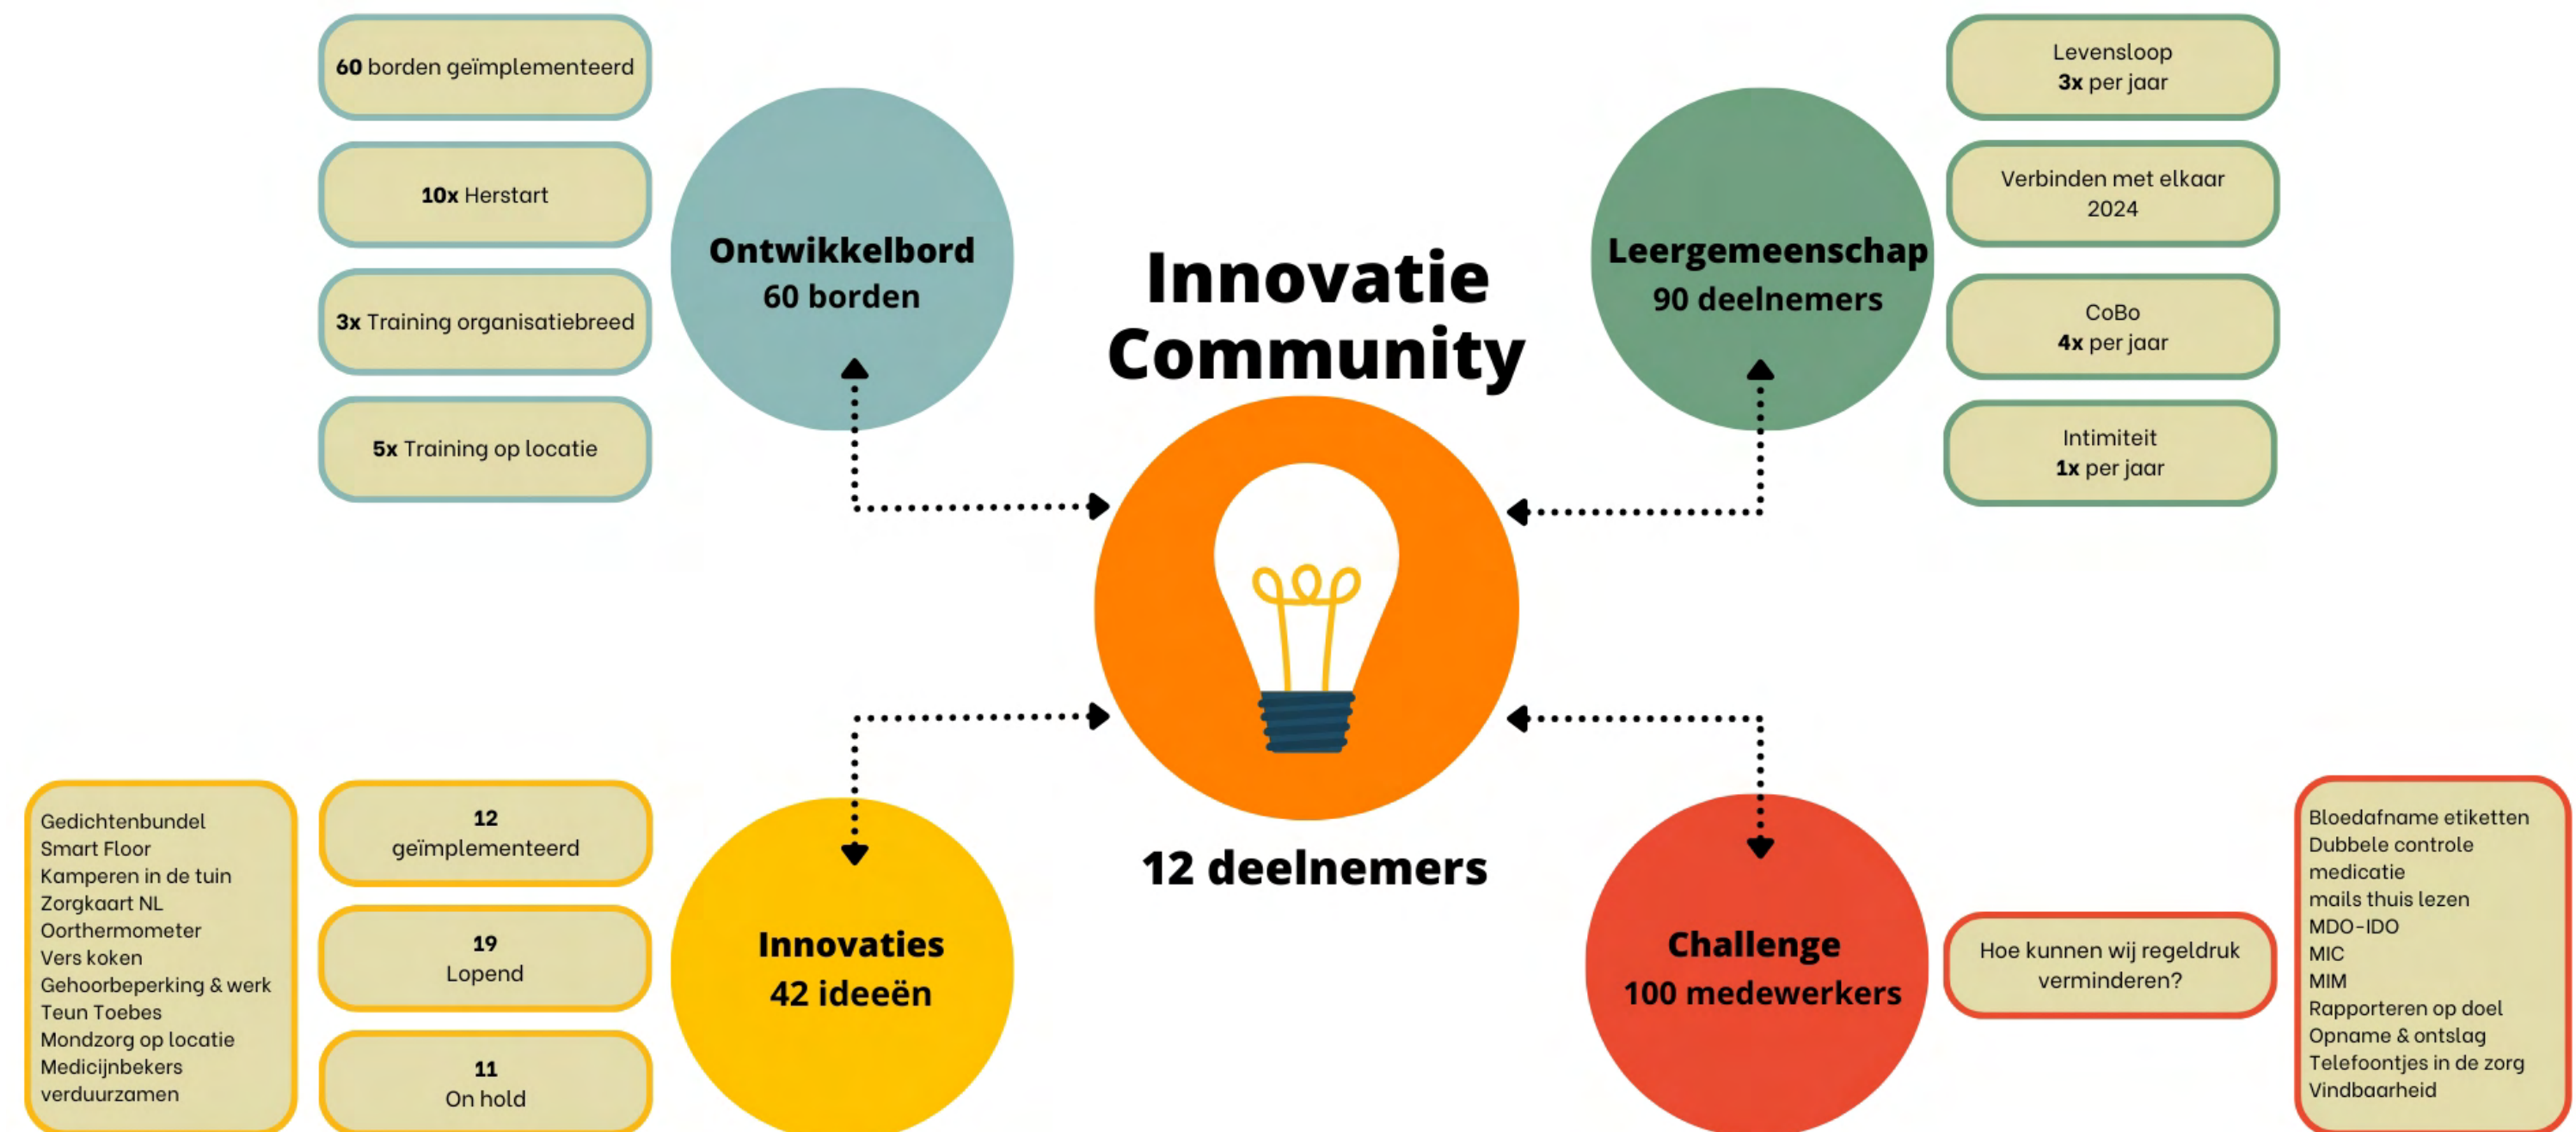 60 borden geïmplementeerd
10x Herstart
3x Training organisatiebreed
5x Training op locatie
Ontwikkelbord
60 borden
Innovatie
Community
Leergemeenschap
90 deelnemers
Levensloop
3x per jaar
Verbinden met elkaar
2024
CoBo
4x per jaar
Intimiteit
1x per jaar
Gedichtenbundel
Smart Floor
Kamperen in de tuin
Zorgkaart NL
Oorthermometer
Vers koken
Gehoorbeperking & werk
Teun Toebes
Mondzorg op locatie
Medicijnbekers
verduurzamen
12
geïmplementeerd
19
Lopend
11
On hold
Innovaties
42 ideeën
12 deelnemers
Challenge
100 medewerkers
Hoe kunnen wij regeldruk
verminderen?
Bloedafname etiketten
Dubbele controle
medicatie
mails thuis lezen
MDO-IDO
MIC
MIM
Rapporteren op doel
Opname & ontslag
Telefoontjes in de zorg
Vindbaarheid